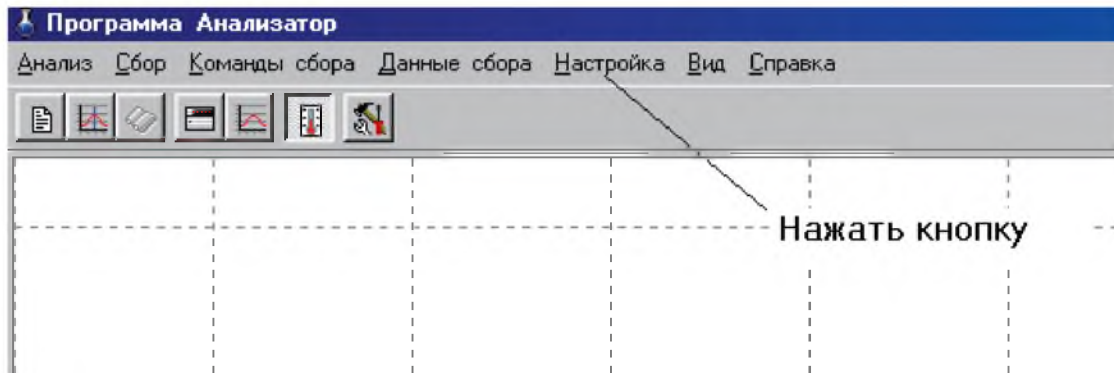 Программа Анализатор
Анализ Сбор Команды сбора Данные сбора Настройка Вид Справка
Нажать кнопку